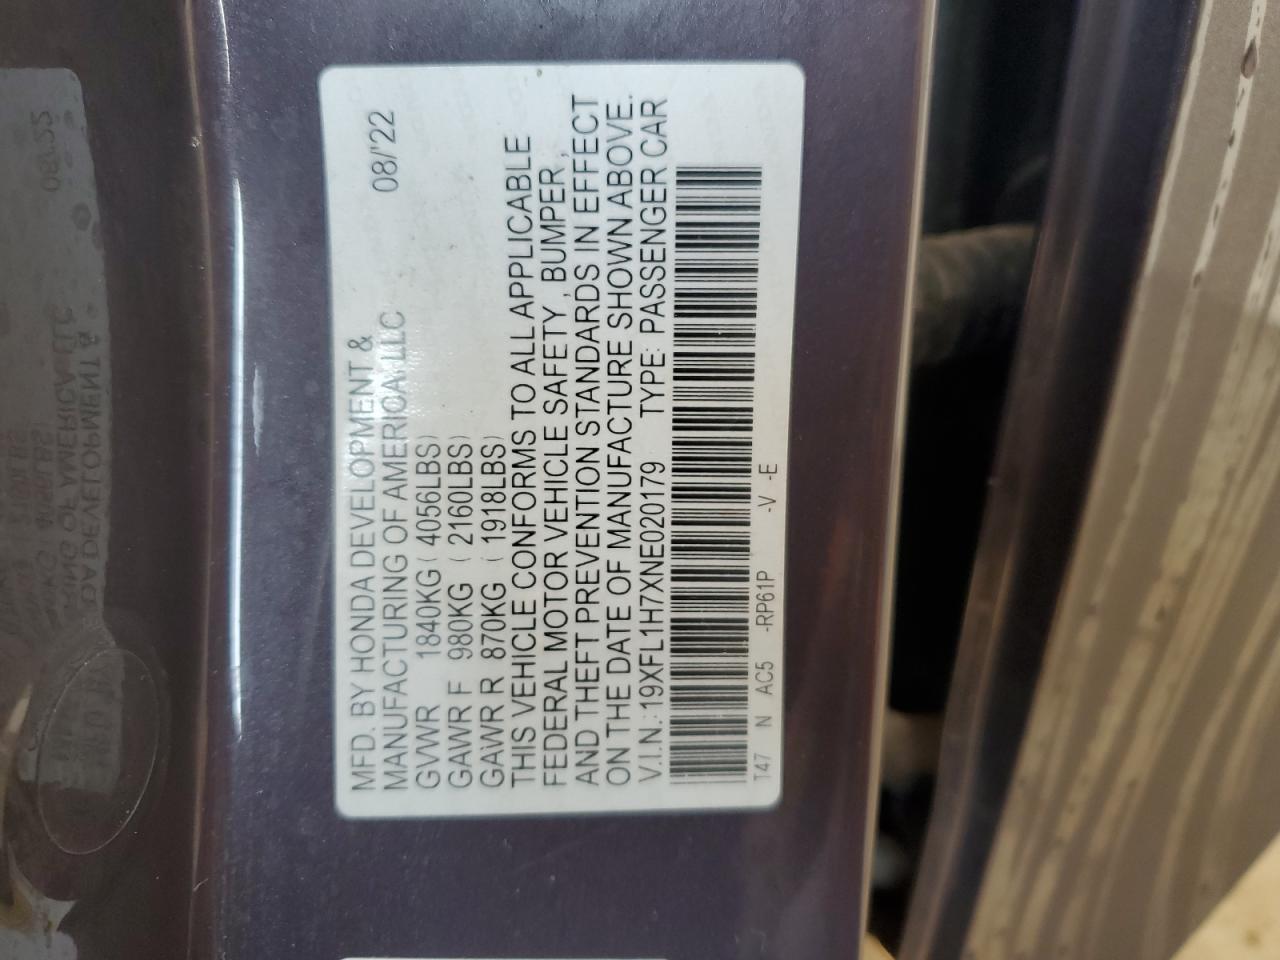 MFD. BY HONDA DEVELOPMENT & 08/'22
MANUFACTURING OF AMERICA, LLC
GVWR 1840KG ( 4056LBS)
GAWR F 980KG ( 2160LBS)
GAWR R 870KG ( 1918LBS)
THIS VEHICLE CONFORMS TO ALL APPLICABLE
FEDERAL MOTOR VEHICLE SAFETY, BUMPER,
AND THEFT PREVENTION STANDARDS IN EFFECT
ON THE DATE OF MANUFACTURE SHOWN ABOVE.
V.I.N.: 19XFL1H7XNE020179 TYPE: PASSENGER CAR
T47 N AC5 -RP61P -V -E